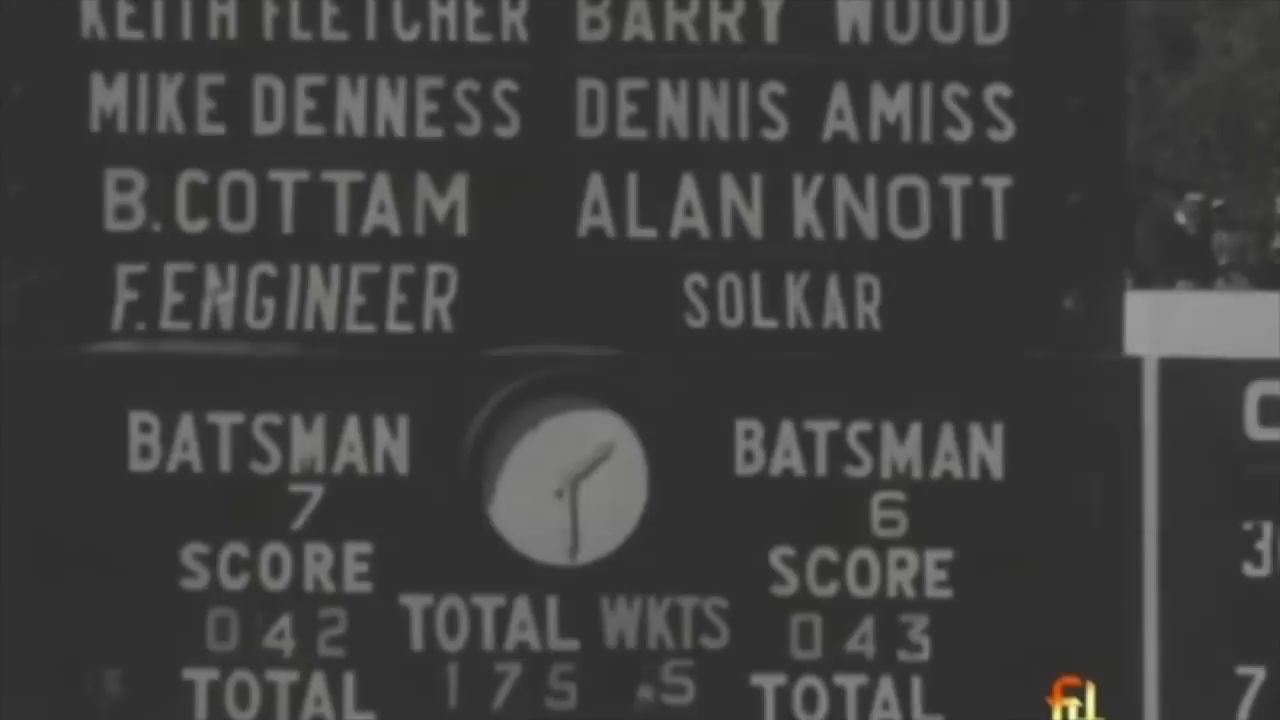 KEITH FLETCHER BARRY WOOD
MIKE DENNESS DENNIS AMISS
B.COTTAM ALAN KNOTT
F.ENGINEER SOLKAR
BATSMAN BATSMAN
7 6
SCORE SCORE
042 TOTAL WKTS 043
TOTAL 175 5 TOTAL
7